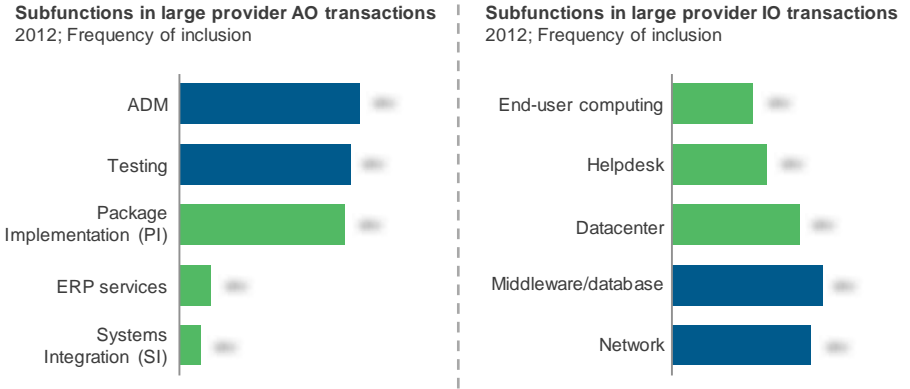 Subfunctions in large provider AO transactions
2012; Frequency of inclusion
ADM
Testing
Package
Implementation (PI)
ERP services
Systems
Integration (SI)
Subfunctions in large provider IO transactions
2012; Frequency of inclusion
End-user computing
Helpdesk
Datacenter
Middleware/database
Network